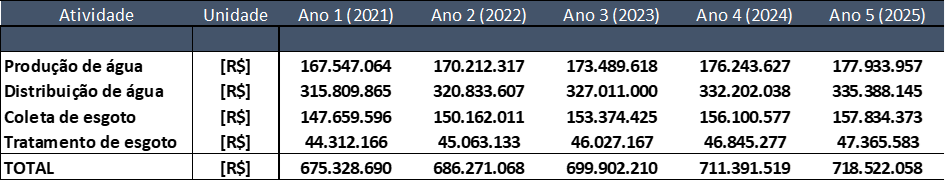 Atividade Unidade Ano 1 (2021) Ano 2 (2022) Ano 3 (2023) Ano 4 (2024) Ano 5 (2025)
Produção de água [R$] 167.547.064 170.212.317 173.489.618 176.243.627 177.933.957
Distribuição de água [R$] 315.809.865 320.833.607 327.011.000 332.202.038 335.388.145
Coleta de esgoto [R$] 147.659.596 150.162.011 153.374.425 156.100.577 157.834.373
Tratamento de esgoto [R$] 44.312.166 45.063.133 46.027.167 46.845.277 47.365.583
TOTAL [R$] 675.328.690 686.271.068 699.902.210 711.391.519 718.522.058